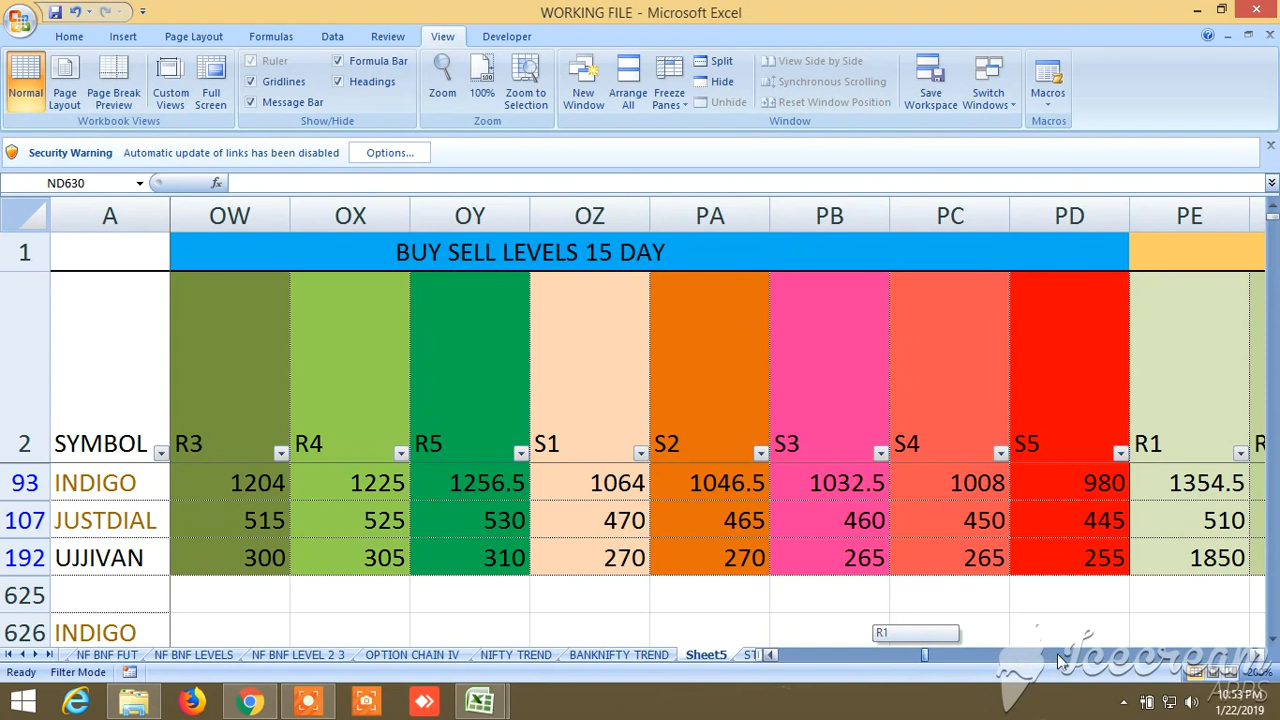 WORKING FILE - Microsoft Excel
Home Insert Page Layout Formulas Data Review View Developer
Normal Page Layout Page Break Preview Custom Views Full Screen
Ruler Formula Bar
Gridlines Headings
Message Bar
Zoom 100% Zoom to Selection
New Window Arrange All Freeze Panes
Split
Hide
Unhide
View Side by Side
Synchronous Scrolling
Reset Window Position
Save Workspace Switch Windows Macros
Workbook Views Show/Hide Zoom Window Macros
Security Warning Automatic update of links has been disabled Options...
ND630 fx
A OW OX OY OZ PA PB PC PD PE
1 BUY SELL LEVELS 15 DAY
2 SYMBOL R3 R4 R5 S1 S2 S3 S4 S5 R1
93 INDIGO 1204 1225 1256.5 1064 1046.5 1032.5 1008 980 1354.5
107 JUSTDIAL 515 525 530 470 465 460 450 445 510
192 UJJIVAN 300 305 310 270 270 265 265 255 1850
625
626 INDIGO
R1
NF BNF FUT NF BNF LEVELS NF BNF LEVEL 2 3 OPTION CHAIN IV NIFTY TREND BANKNIFTY TREND Sheet5
Ready Filter Mode 200%
Icecream
APPS
10:53 PM
1/22/2019